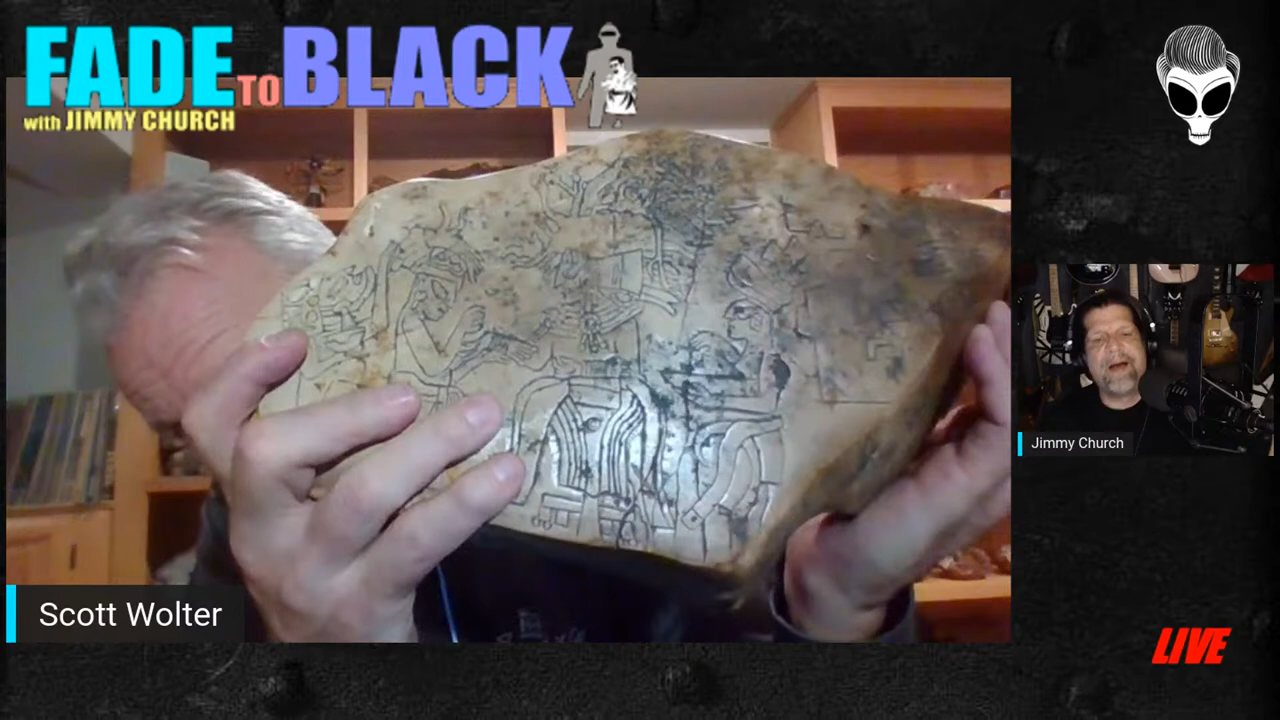 FADE TO BLACK
with JIMMY CHURCH
Jimmy Church
Scott Wolter
LIVE